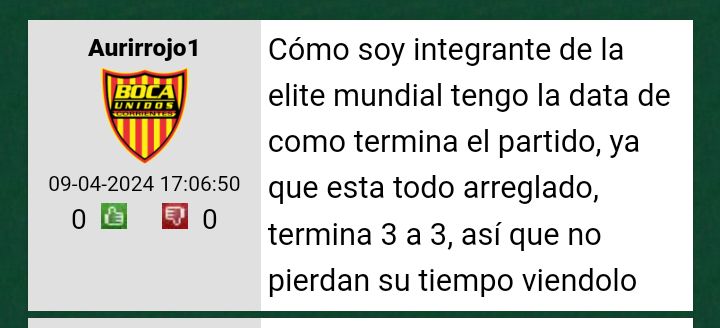 Aurirrojo1
BOCA
UNIDOS
CORRIENTES
09-04-2024 17:06:50
0 0
Cómo soy integrante de la
elite mundial tengo la data de
como termina el partido, ya
que esta todo arreglado,
termina 3 a 3, así que no
pierdan su tiempo viendolo